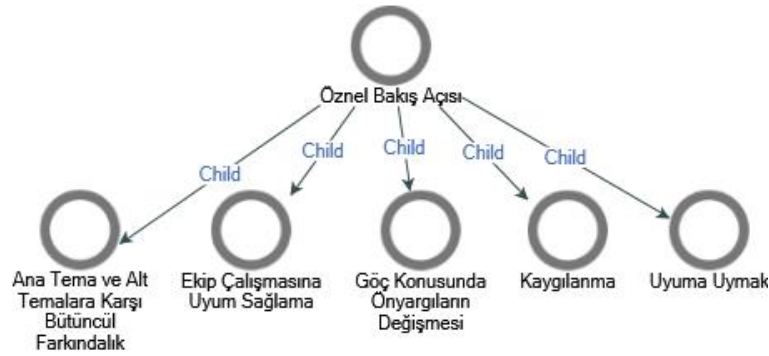 Öznel Bakış Açısı
Child
Child
Child
Child
Child
Ana Tema ve Alt
Temalara Karşı
Bütüncül
Farkındalık
Ekip Çalışmasına
Uyum Sağlama
Göç Konusunda
Önyargıların
Değişmesi
Kaygılanma
Uyuma Uymak